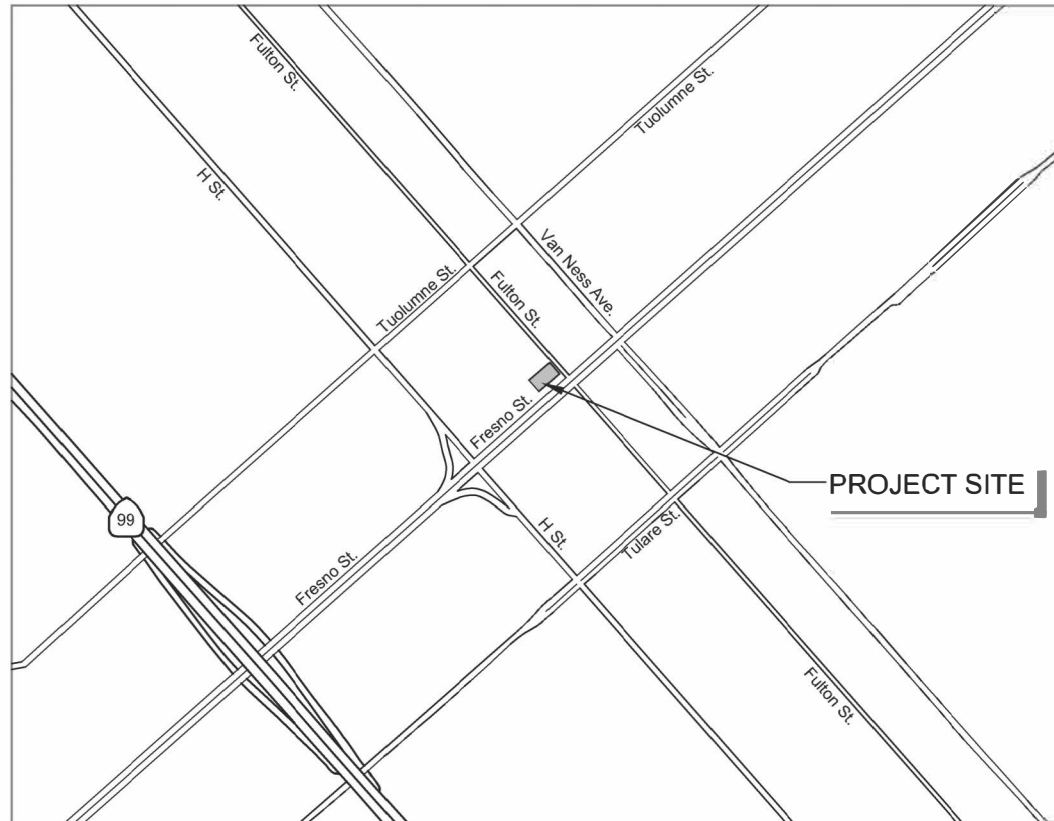 Fulton St.
Tuolumne St.
H St.
Van Ness Ave.
Tuolumne St.
Fulton St.
Fresno St.
PROJECT SITE
99
H St.
Tulare St.
Fresno St.
Fulton St.